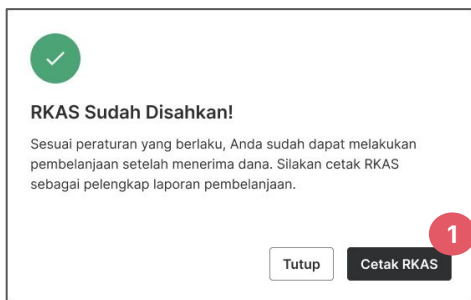 RKAS Sudah Disahkan!
Sesuai peraturan yang berlaku, Anda sudah dapat melakukan
pembelanjaan setelah menerima dana. Silakan cetak RKAS
sebagai pelengkap laporan pembelanjaan.
1
Tutup Cetak RKAS